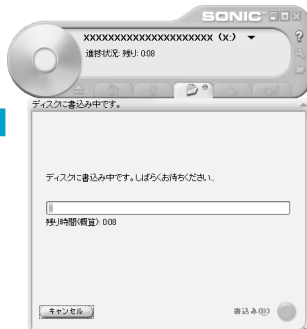 SONIC
XXXXXXXXXXXXXXXXXXXXXX (X:)
進捗状況: 残り: 0:08
ディスクに書込み中です。
ディスクに書込み中です。しばらくお待ちください..
残り時間(概算): 0:08
キャンセル
書込み(B)